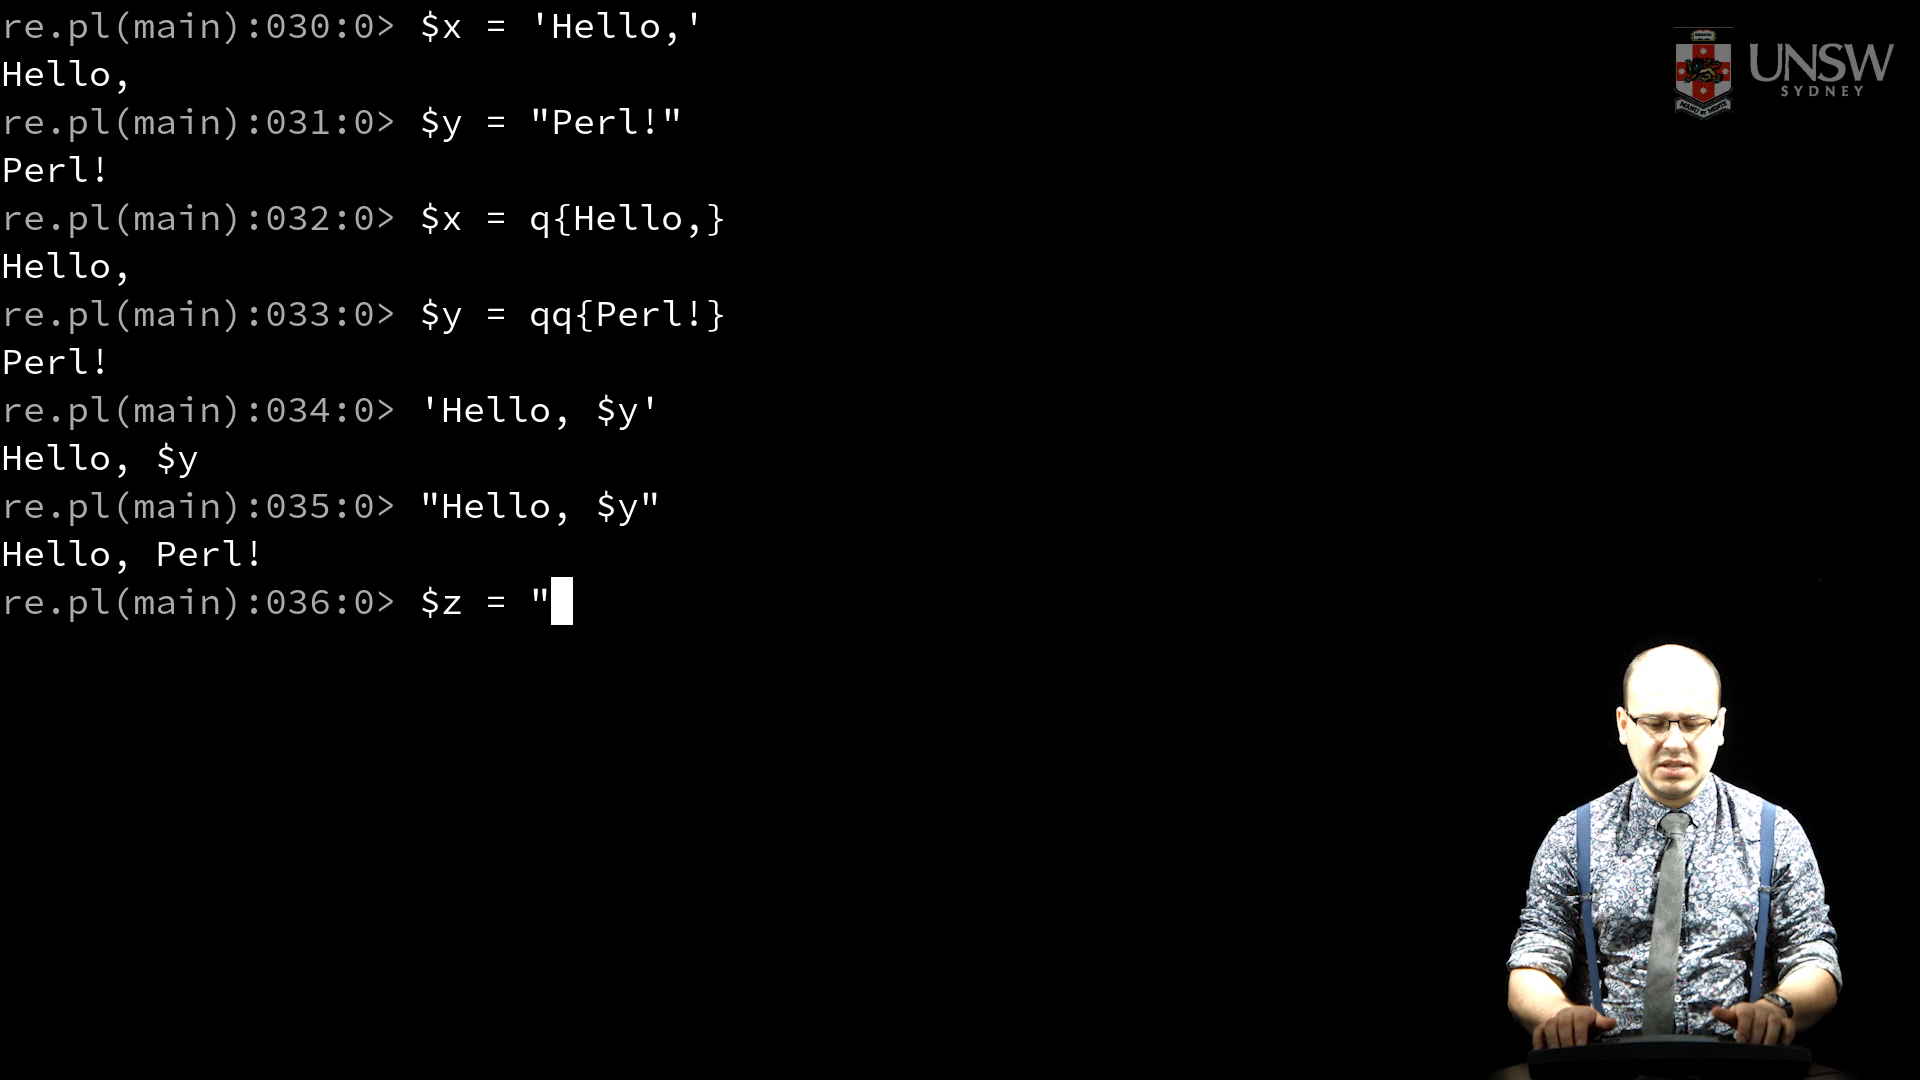 re.pl(main):030:0> $x = 'Hello,'
Hello,
re.pl(main):031:0> $y = "Perl!"
Perl!
re.pl(main):032:0> $x = q{Hello,}
Hello,
re.pl(main):033:0> $y = qq{Perl!}
Perl!
re.pl(main):034:0> 'Hello, $y'
Hello, $y
re.pl(main):035:0> "Hello, $y"
Hello, Perl!
re.pl(main):036:0> $z = "
UNSW
SYDNEY